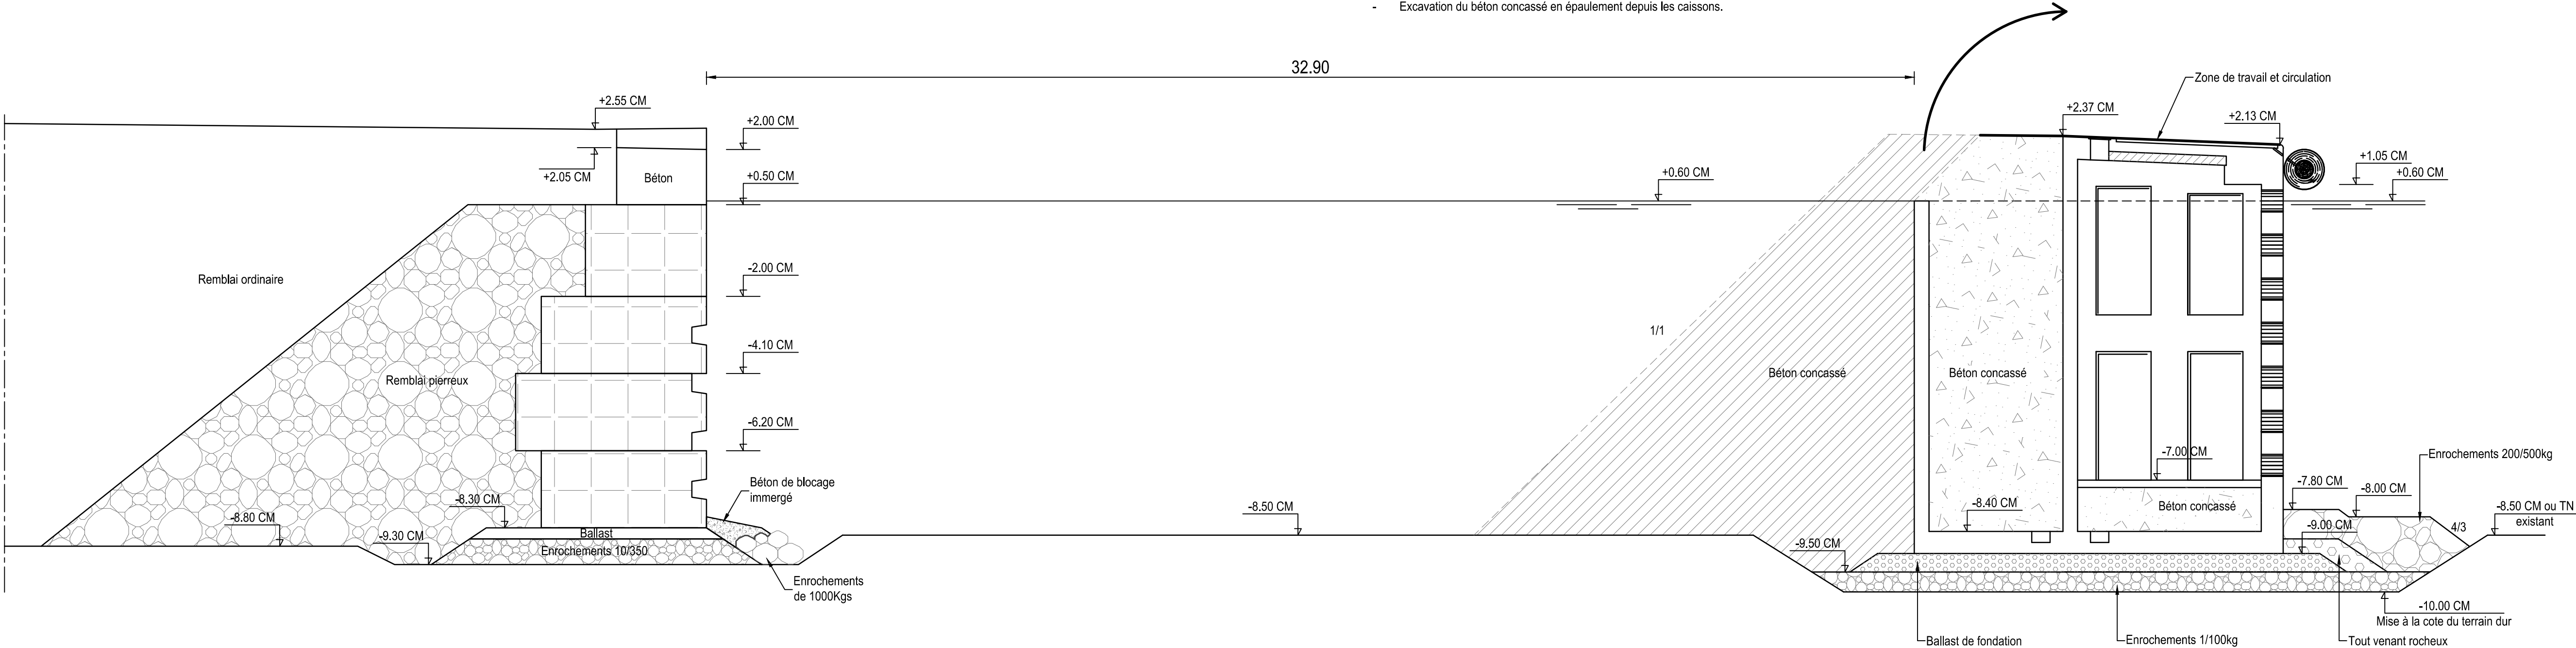 - Excavation du béton concassé en épaulement depuis les caissons.
32.90
Zone de travail et circulation
+2.55 CM
+2.00 CM
+2.37 CM
+2.13 CM
+2.05 CM
Béton
+0.50 CM
+0.60 CM
+1.05 CM
+0.60 CM
Remblai ordinaire
-2.00 CM
1/1
-4.10 CM
Remblai pierreux
Béton concassé
Béton concassé
-6.20 CM
-7.00 CM
Enrochements 200/500kg
Béton de blocage
immergé
-7.80 CM
-8.00 CM
-8.30 CM
-8.80 CM
-8.50 CM
-8.40 CM
Béton concassé
-8.50 CM ou TN
existant
4/3
-9.00 CM
-9.30 CM
Ballast
Enrochements 10/350
-9.50 CM
Enrochements
de 1000Kgs
-10.00 CM
Mise à la cote du terrain dur
Ballast de fondation
Enrochements 1/100kg
Tout venant rocheux